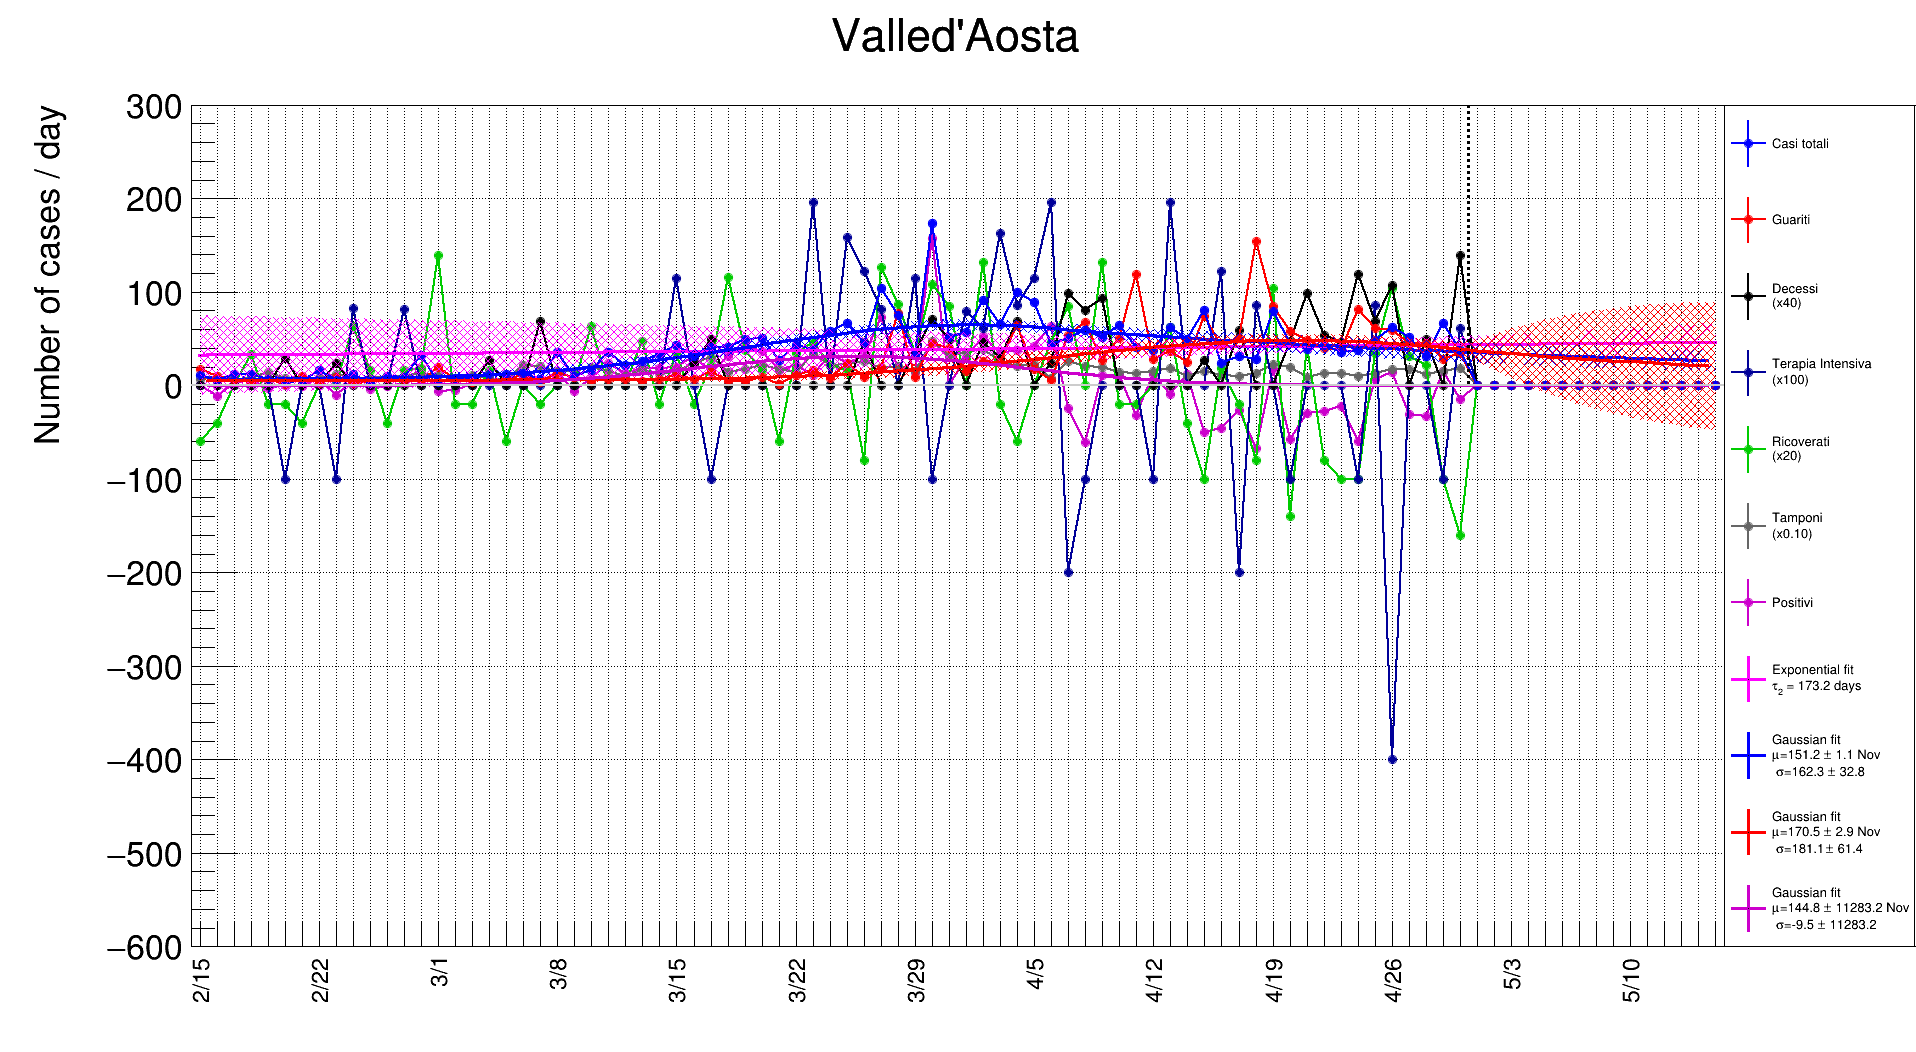 Valled'Aosta
Number of cases / day
300
200
100
0
−100
−200
−300
−400
−500
−600
2/15
2/22
3/1
3/8
3/15
3/22
3/29
4/5
4/12
4/19
4/26
5/3
5/10
Casi totali
Guariti
Decessi
(x40)
Terapia Intensiva
(x100)
Ricoverati
(x20)
Tamponi
(x0.10)
Positivi
Exponential fit
τ2 = 173.2 days
Gaussian fit
μ=151.2 ± 1.1 Nov
σ=162.3 ± 32.8
Gaussian fit
μ=170.5 ± 2.9 Nov
σ=181.1 ± 61.4
Gaussian fit
μ=144.8 ± 11283.2 Nov
σ=-9.5 ± 11283.2